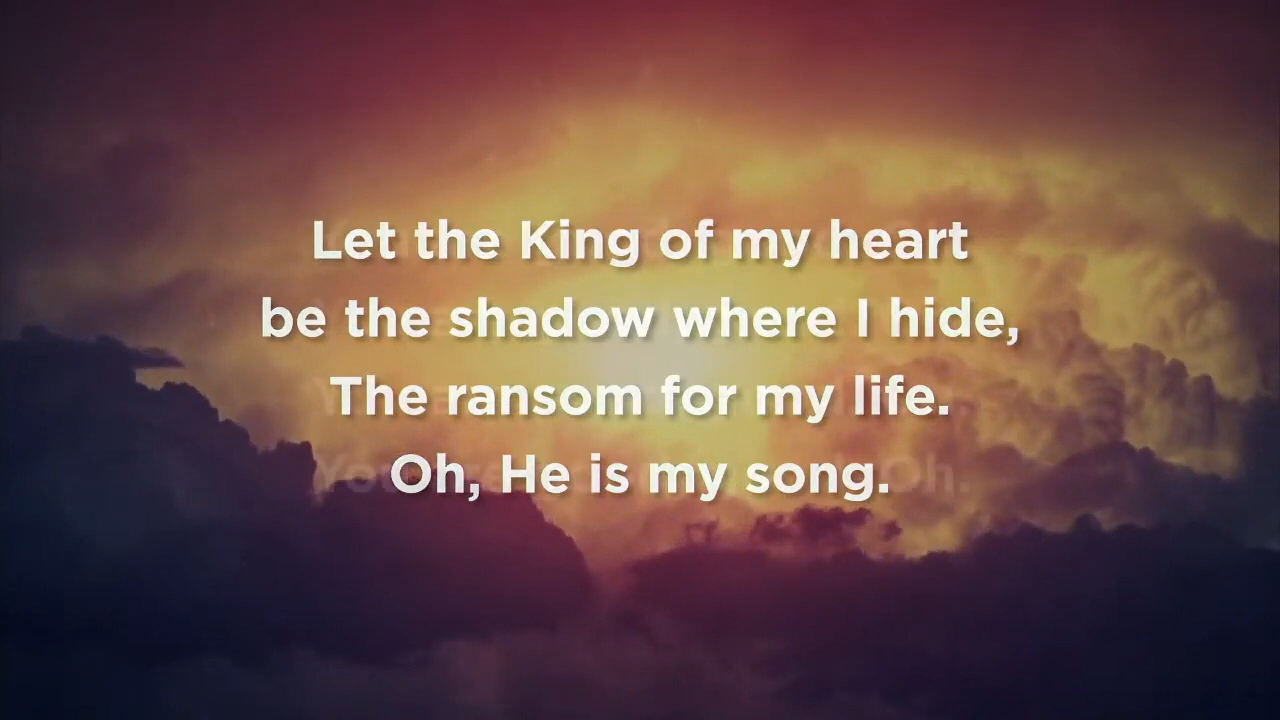 Let the King of my heart
be the shadow where I hide,
The ransom for my life.
Oh, He is my song.